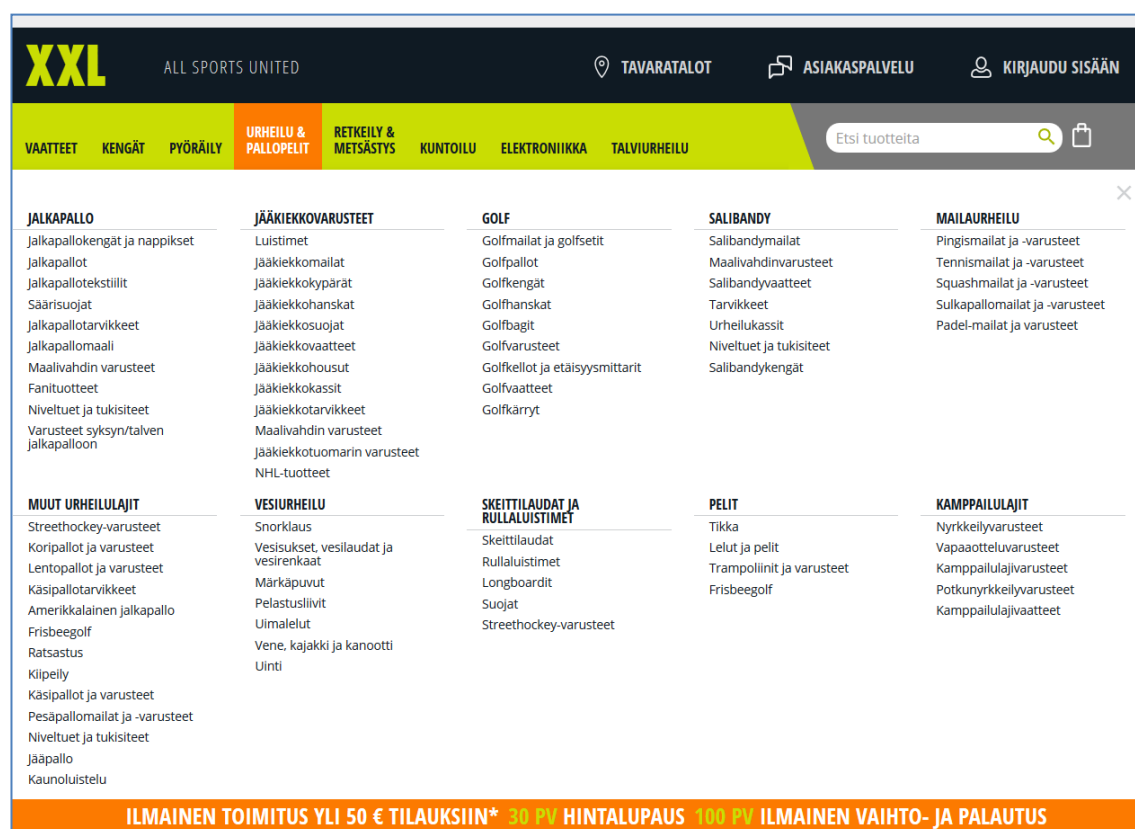 XXL
ALL SPORTS UNITED
TAVARATALOT
ASIAKASPALVELU
KIRJAUDU SISÄÄN
VAATTEET
KENGÄT
PYÖRÄILY
URHEILU &
PALLOPELIT
RETKEILY &
METSÄSTYS
KUNTOILU
ELEKTRONIIKKA
TALVIURHEILU
Etsi tuotteita
JALKAPALLO
Jalkapallokengät ja nappikset
Jalkapallot
Jalkapallotekstiilit
Säärisuojat
Jalkapallotarvikkeet
Jalkapallomaali
Maalivahdin varusteet
Fanituotteet
Niveltuet ja tukisiteet
Varusteet syksyn/talven
jalkapalloon
JÄÄKIEKKOVARUSTEET
Luistimet
Jääkiekkomailat
Jääkiekkokypärät
Jääkiekkohanskat
Jääkiekkosuojat
Jääkiekkovaatteet
Jääkiekkohousut
Jääkiekkokassit
Jääkiekkotarvikkeet
Maalivahdin varusteet
Jääkiekkotuomarin varusteet
NHL-tuotteet
GOLF
Golfmailat ja golfsetit
Golfpallot
Golfkengät
Golfhanskat
Golfbagit
Golfvarusteet
Golfkellot ja etäisyysmittarit
Golfvaatteet
Golfkärryt
SALIBANDY
Salibandymailat
Maalivahdinvarusteet
Salibandyvaatteet
Tarvikkeet
Urheilukassit
Niveltuet ja tukisiteet
Salibandykengät
MAILAURHEILU
Pingismailat ja -varusteet
Tennismailat ja -varusteet
Squashmailat ja -varusteet
Sulkapallomailat ja -varusteet
Padel-mailat ja varusteet
MUUT URHEILULAJIT
Streethockey-varusteet
Koripallot ja varusteet
Lentopallot ja varusteet
Käsipallotarvikkeet
Amerikkalainen jalkapallo
Frisbeegolf
Ratsastus
Kiipeily
Käsipallot ja varusteet
Pesäpallomailat ja -varusteet
Niveltuet ja tukisiteet
Jääpallo
Kaunoluistelu
VESIURHEILU
Snorklaus
Vesisukset, vesilaudat ja
vesirenkaat
Märkäpuvut
Pelastusliivit
Uimalelut
Vene, kajakki ja kanootti
Uinti
SKEITTILAUDAT JA
RULLALUISTIMET
Skeittilaudat
Rullaluistimet
Longboardit
Suojat
Streethockey-varusteet
PELIT
Tikka
Lelut ja pelit
Trampoliinit ja varusteet
Frisbeegolf
KAMPPAILULAJIT
Nyrkkeilyvarusteet
Vapaaotteluvarusteet
Kamppailulajivarusteet
Potkunyrkkeilyvarusteet
Kamppailulajivaatteet
ILMAINEN TOIMITUS YLI 50 € TILAUKSIIN* 30 PV HINTALUPAUS 100 PV ILMAINEN VAIHTO- JA PALAUTUS